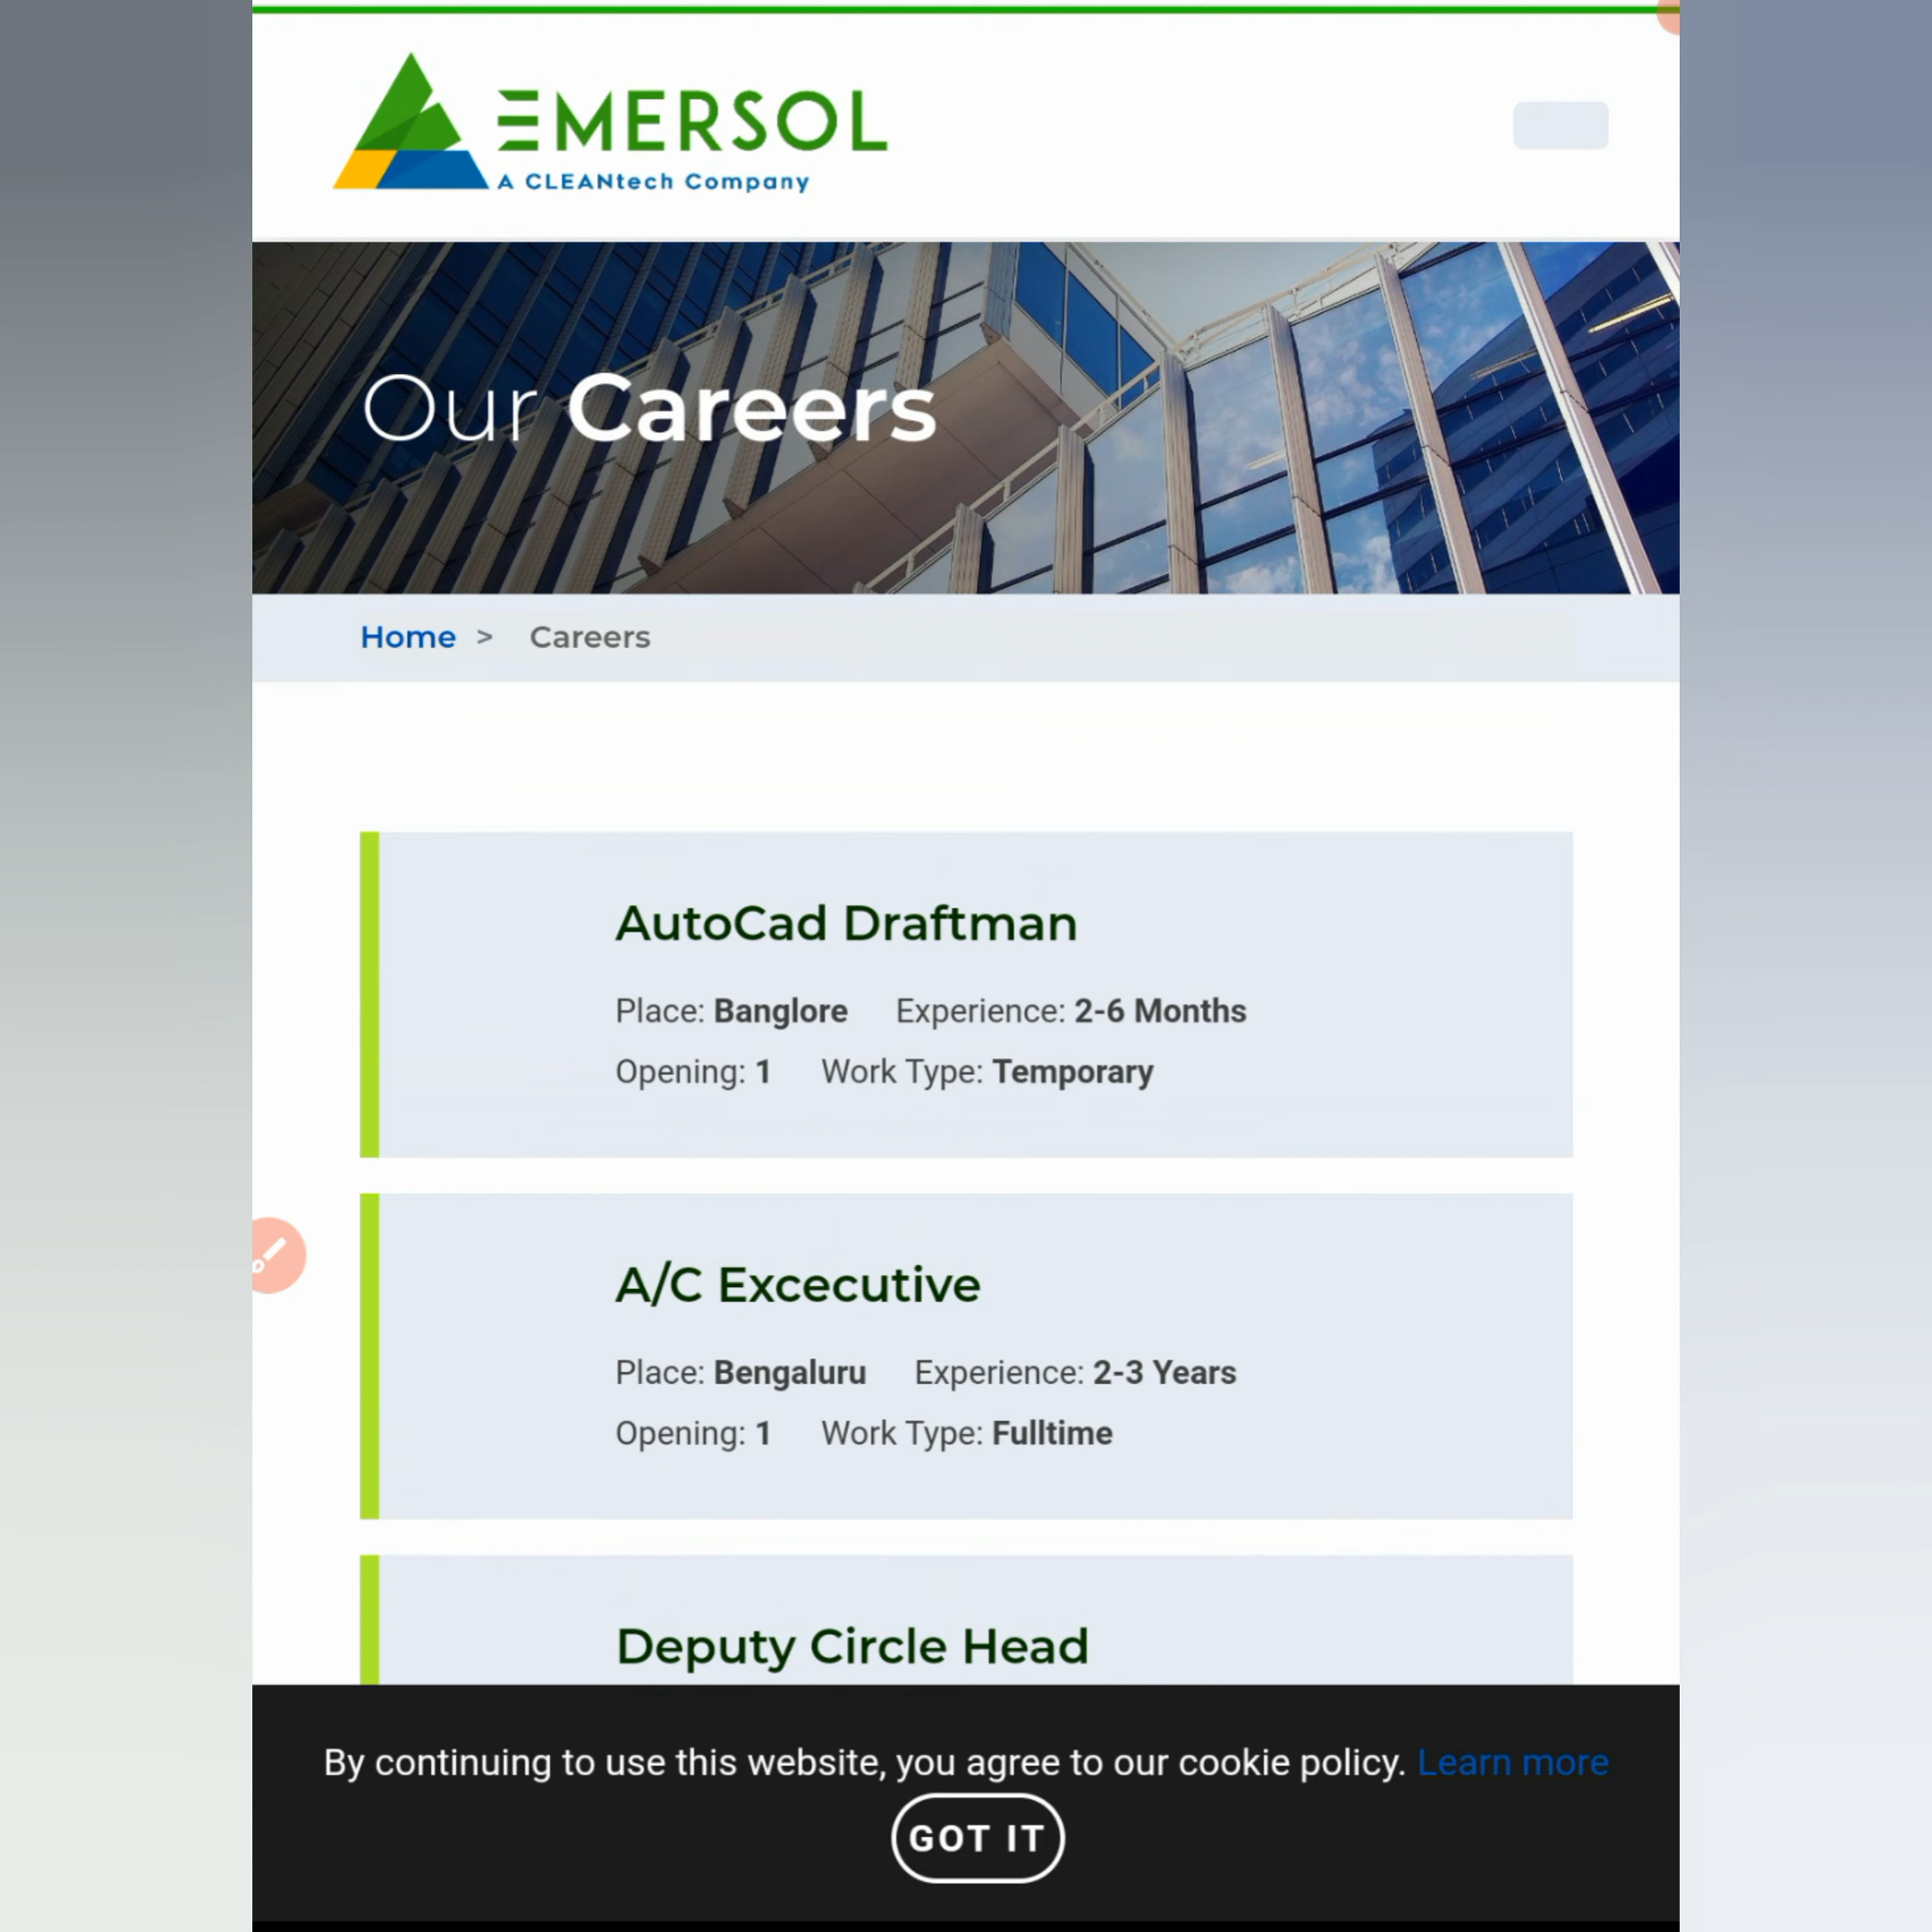 EMERSOL
A CLEANtech Company
Our Careers
Home > Careers
AutoCad Draftman
Place: Banglore Experience: 2-6 Months
Opening: 1 Work Type: Temporary
A/C Excecutive
Place: Bengaluru Experience: 2-3 Years
Opening: 1 Work Type: Fulltime
Deputy Circle Head
By continuing to use this website, you agree to our cookie policy. Learn more
GOT IT